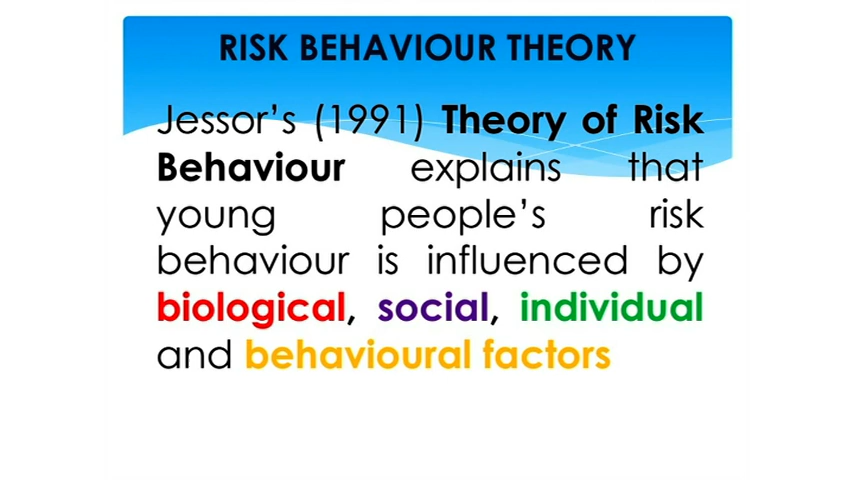 RISK BEHAVIOUR THEORY
Jessor's (1991) Theory of Risk
Behaviour explains that
young people's risk
behaviour is influenced by
biological, social, individual
and behavioural factors